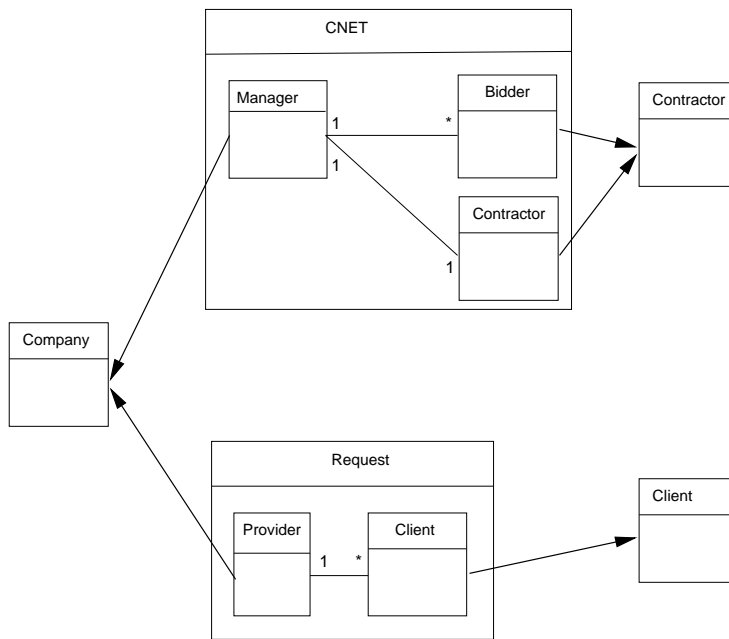 CNET
Manager
Bidder
Contractor
1
*
1
Contractor
1
Company
Request
Client
Provider
Client
1
*